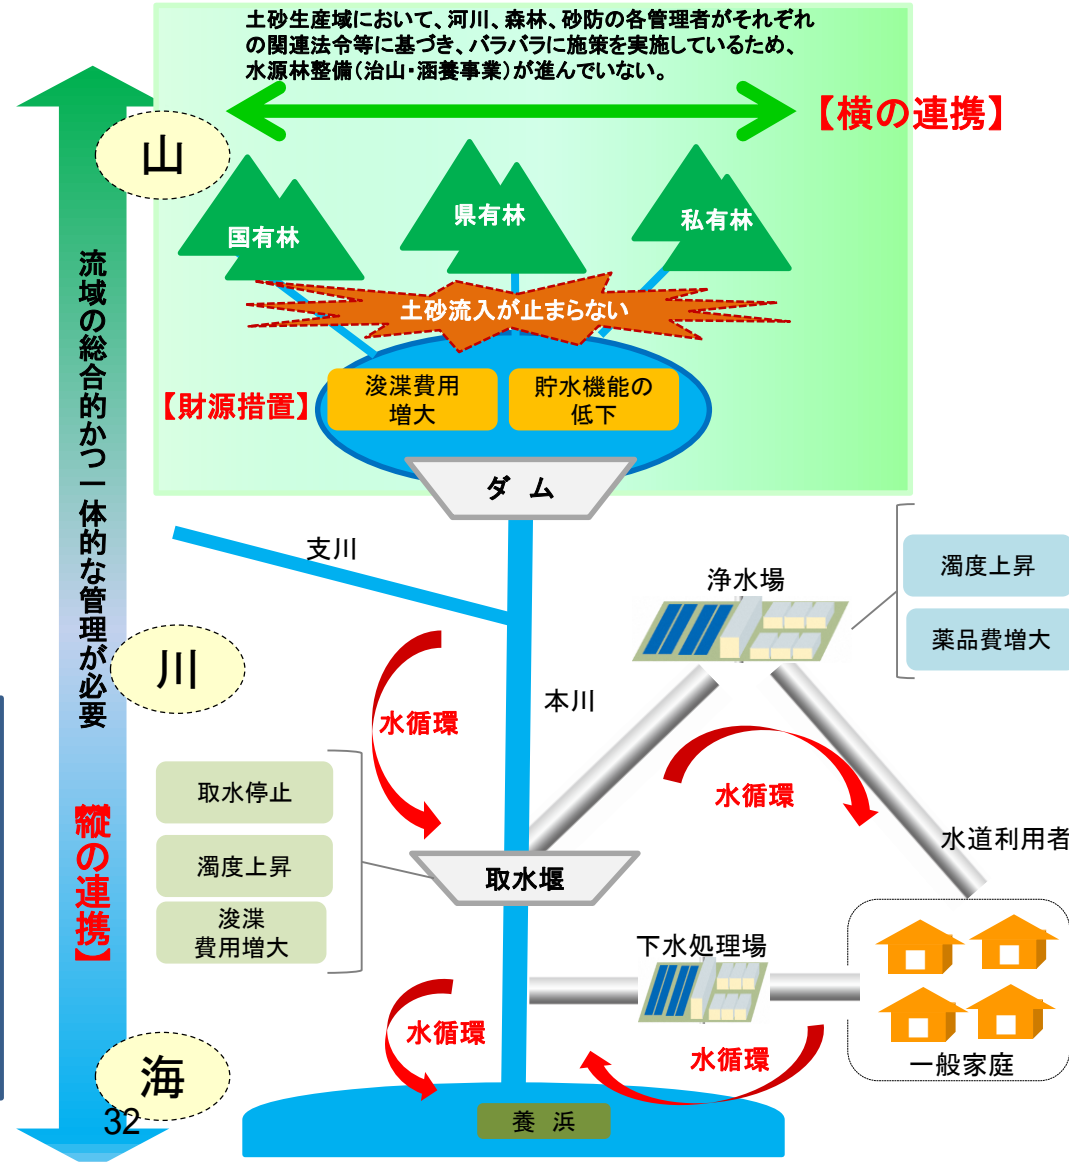 土砂生産域において、河川、森林、砂防の各管理者がそれぞれ
の関連法令等に基づき、バラバラに施策を実施しているため、
水源林整備（治山・涵養事業）が進んでいない。
【横の連携】
山
国有林
県有林
私有林
土砂流入が止まらない
【財源措置】
浚渫費用
増大
貯水機能の
低下
ダム
流域の総合的かつ一体的な管理が必要
【縦の連携】
支川
浄水場
濁度上昇
薬品費増大
川
本川
水循環
水循環
取水停止
濁度上昇
浚渫
費用増大
取水堰
水道利用者
下水処理場
水循環
水循環
一般家庭
海
32
養浜